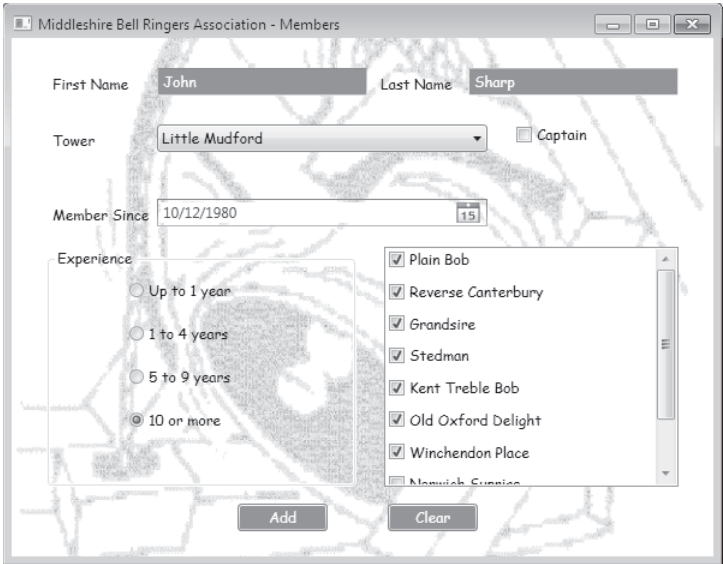 Middleshire Bell Ringers Association - Members
First Name John Last Name Sharp
Tower Little Mudford Captain
Member Since 10/12/1980 15
Experience
Up to 1 year
1 to 4 years
5 to 9 years
10 or more
Plain Bob
Reverse Canterbury
Grandsire
Stedman
Kent Treble Bob
Old Oxford Delight
Winchendon Place
Norwich Surprise
Add Clear